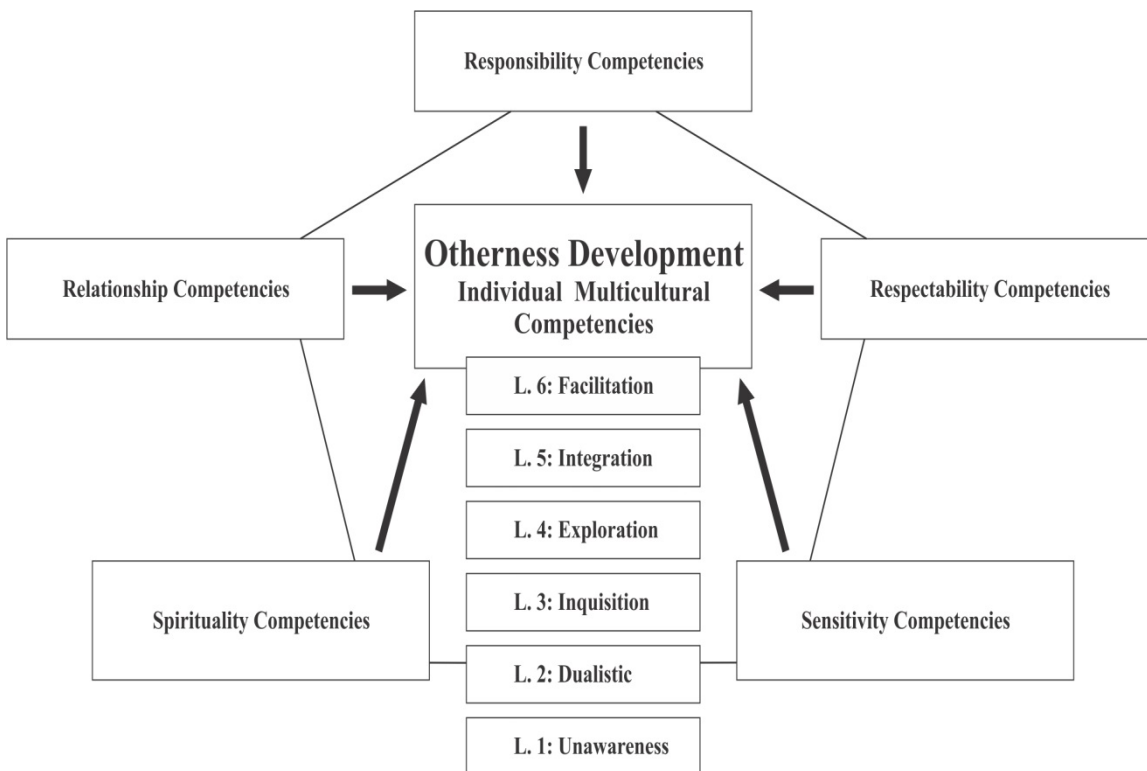 Responsibility Competencies
Otherness Development
Individual Multicultural
Competencies
Relationship Competencies
Respectability Competencies
L. 6: Facilitation
L. 5: Integration
L. 4: Exploration
L. 3: Inquisition
Spirituality Competencies
Sensitivity Competencies
L. 2: Dualistic
L. 1: Unawareness